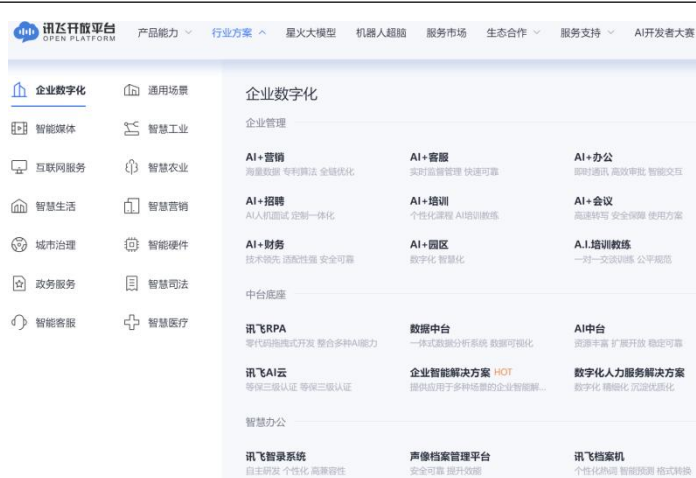 讯飞开放平台
OPEN PLATFORM
产品能力 行业方案 星火大模型 机器人超脑 服务市场 生态合作 服务支持 AI开发者大赛
企业数字化 通用场景
智能媒体 智慧工业
互联网服务 智慧农业
智慧生活 智慧营销
城市治理 智能硬件
政务服务 智慧司法
智能客服 智慧医疗
企业数字化
企业管理
AI+营销 AI+客服 AI+办公
海量数据 专利算法 全链优化 实时监督管理 快速可靠 即时通讯 高效审批 智能交互
AI+招聘 AI+培训 AI+会议
AI人机面试 定制一体化 个性化课程 AI培训教练 高速转写 安全保障 使用方案
AI+财务 AI+园区 A.I.培训教练
技术领先 适配性强 安全可靠 数字化 智慧化 一对一交谈训练 公平规范
中台底座
讯飞RPA 数据中台 AI中台
零代码拖拽式开发 整合多种AI能力 一体式数据分析系统 数据可视化 资源丰富 扩展开放 稳定可靠
讯飞AI云 企业智能解决方案 HOT 数字化人力服务解决方案
等保三级认证 等保三级认证 提供应用于多种场景的企业智能解... 数字化 精细化 沉淀优质化
智慧办公
讯飞智录系统 声像档案管理平台 讯飞档案机
自主研发 个性化 高兼容性 安全可靠 提升效能 个性化热词 智能预测 格式转换